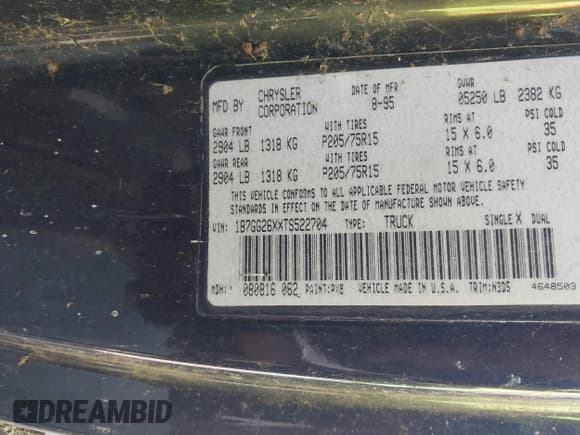 MFD BY CHRYSLER CORPORATION DATE OF MFR 8-95 GVWR 05250 LB 2382 KG
GAWR FRONT WITH TIRES RIMS AT PSI COLD
2904 LB 1318 KG P205/75R15 15 X 6.0 35
GAWR REAR WITH TIRES RIMS AT PSI COLD
2904 LB 1318 KG P205/75R15 15 X 6.0 35
THIS VEHICLE CONFORMS TO ALL APPLICABLE FEDERAL MOTOR VEHICLE SAFETY
STANDARDS IN EFFECT ON THE DATE OF MANUFACTURE SHOWN ABOVE.
VIN: 1B7GG26XXTS522704 TYPE: TRUCK SINGLE X DUAL
MDH: 080816 062 PAINT:PXB VEHICLE MADE IN U.S.A. TRIM:N3D5 4648503
DREAMBID